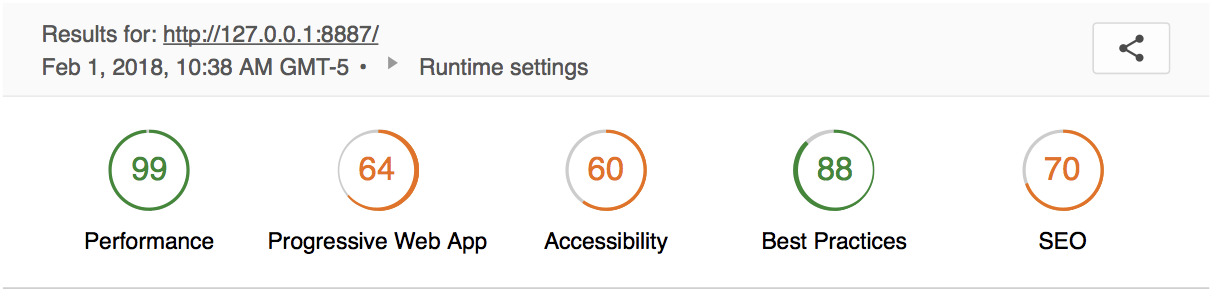 Results for: http://127.0.0.1:8887/
Feb 1, 2018, 10:38 AM GMT-5 • Runtime settings
99 64 60 88 70
Performance Progressive Web App Accessibility Best Practices SEO